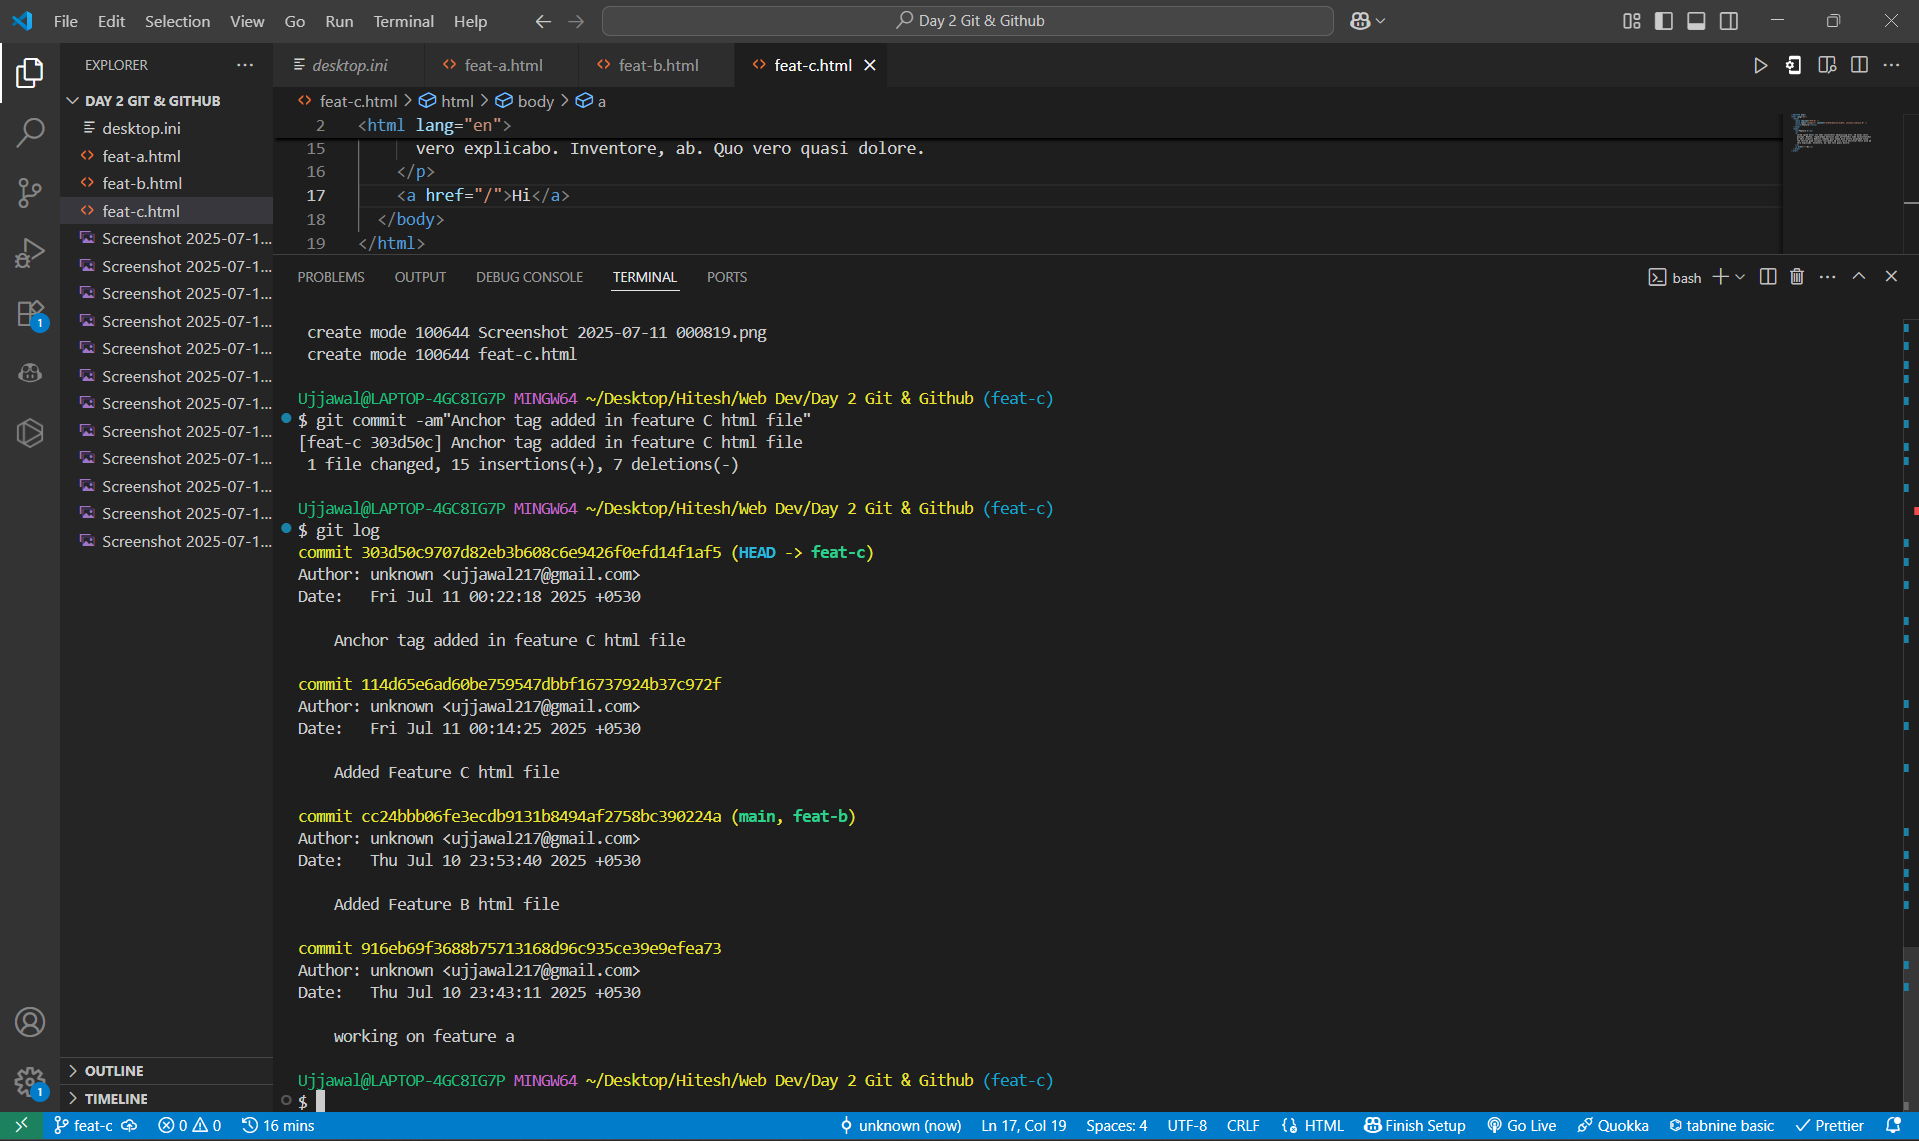 File Edit Selection View Go Run Terminal Help
Day 2 Git & Github
EXPLORER
DAY 2 GIT & GITHUB
desktop.ini
feat-a.html
feat-b.html
feat-c.html
Screenshot 2025-07-1...
Screenshot 2025-07-1...
Screenshot 2025-07-1...
Screenshot 2025-07-1...
Screenshot 2025-07-1...
Screenshot 2025-07-1...
Screenshot 2025-07-1...
Screenshot 2025-07-1...
Screenshot 2025-07-1...
Screenshot 2025-07-1...
Screenshot 2025-07-1...
Screenshot 2025-07-1...
OUTLINE
TIMELINE
desktop.ini feat-a.html feat-b.html feat-c.html
feat-c.html > html > body > a
2 <html lang="en">
15 vero explicabo. Inventore, ab. Quo vero quasi dolore.
16 </p>
17 <a href="/">Hi</a>
18 </body>
19 </html>
PROBLEMS OUTPUT DEBUG CONSOLE TERMINAL PORTS
bash
create mode 100644 Screenshot 2025-07-11 000819.png
create mode 100644 feat-c.html
Ujjawal@LAPTOP-4GC8IG7P MINGW64 ~/Desktop/Hitesh/Web Dev/Day 2 Git & Github (feat-c)
$ git commit -am"Anchor tag added in feature C html file"
[feat-c 303d50c] Anchor tag added in feature C html file
1 file changed, 15 insertions(+), 7 deletions(-)
Ujjawal@LAPTOP-4GC8IG7P MINGW64 ~/Desktop/Hitesh/Web Dev/Day 2 Git & Github (feat-c)
$ git log
commit 303d50c9707d82eb3b608c6e9426f0efd14f1af5 (HEAD -> feat-c)
Author: unknown <ujjawal217@gmail.com>
Date: Fri Jul 11 00:22:18 2025 +0530
Anchor tag added in feature C html file
commit 114d65e6ad60be759547dbbf16737924b37c972f
Author: unknown <ujjawal217@gmail.com>
Date: Fri Jul 11 00:14:25 2025 +0530
Added Feature C html file
commit cc24bbb06fe3ecdb9131b8494af2758bc390224a (main, feat-b)
Author: unknown <ujjawal217@gmail.com>
Date: Thu Jul 10 23:53:40 2025 +0530
Added Feature B html file
commit 916eb69f3688b75713168d96c935ce39e9efea73
Author: unknown <ujjawal217@gmail.com>
Date: Thu Jul 10 23:43:11 2025 +0530
working on feature a
Ujjawal@LAPTOP-4GC8IG7P MINGW64 ~/Desktop/Hitesh/Web Dev/Day 2 Git & Github (feat-c)
$
1
1
feat-c 0 0 16 mins unknown (now) Ln 17, Col 19 Spaces: 4 UTF-8 CRLF {} HTML Finish Setup Go Live Quokka tabnine basic Prettier